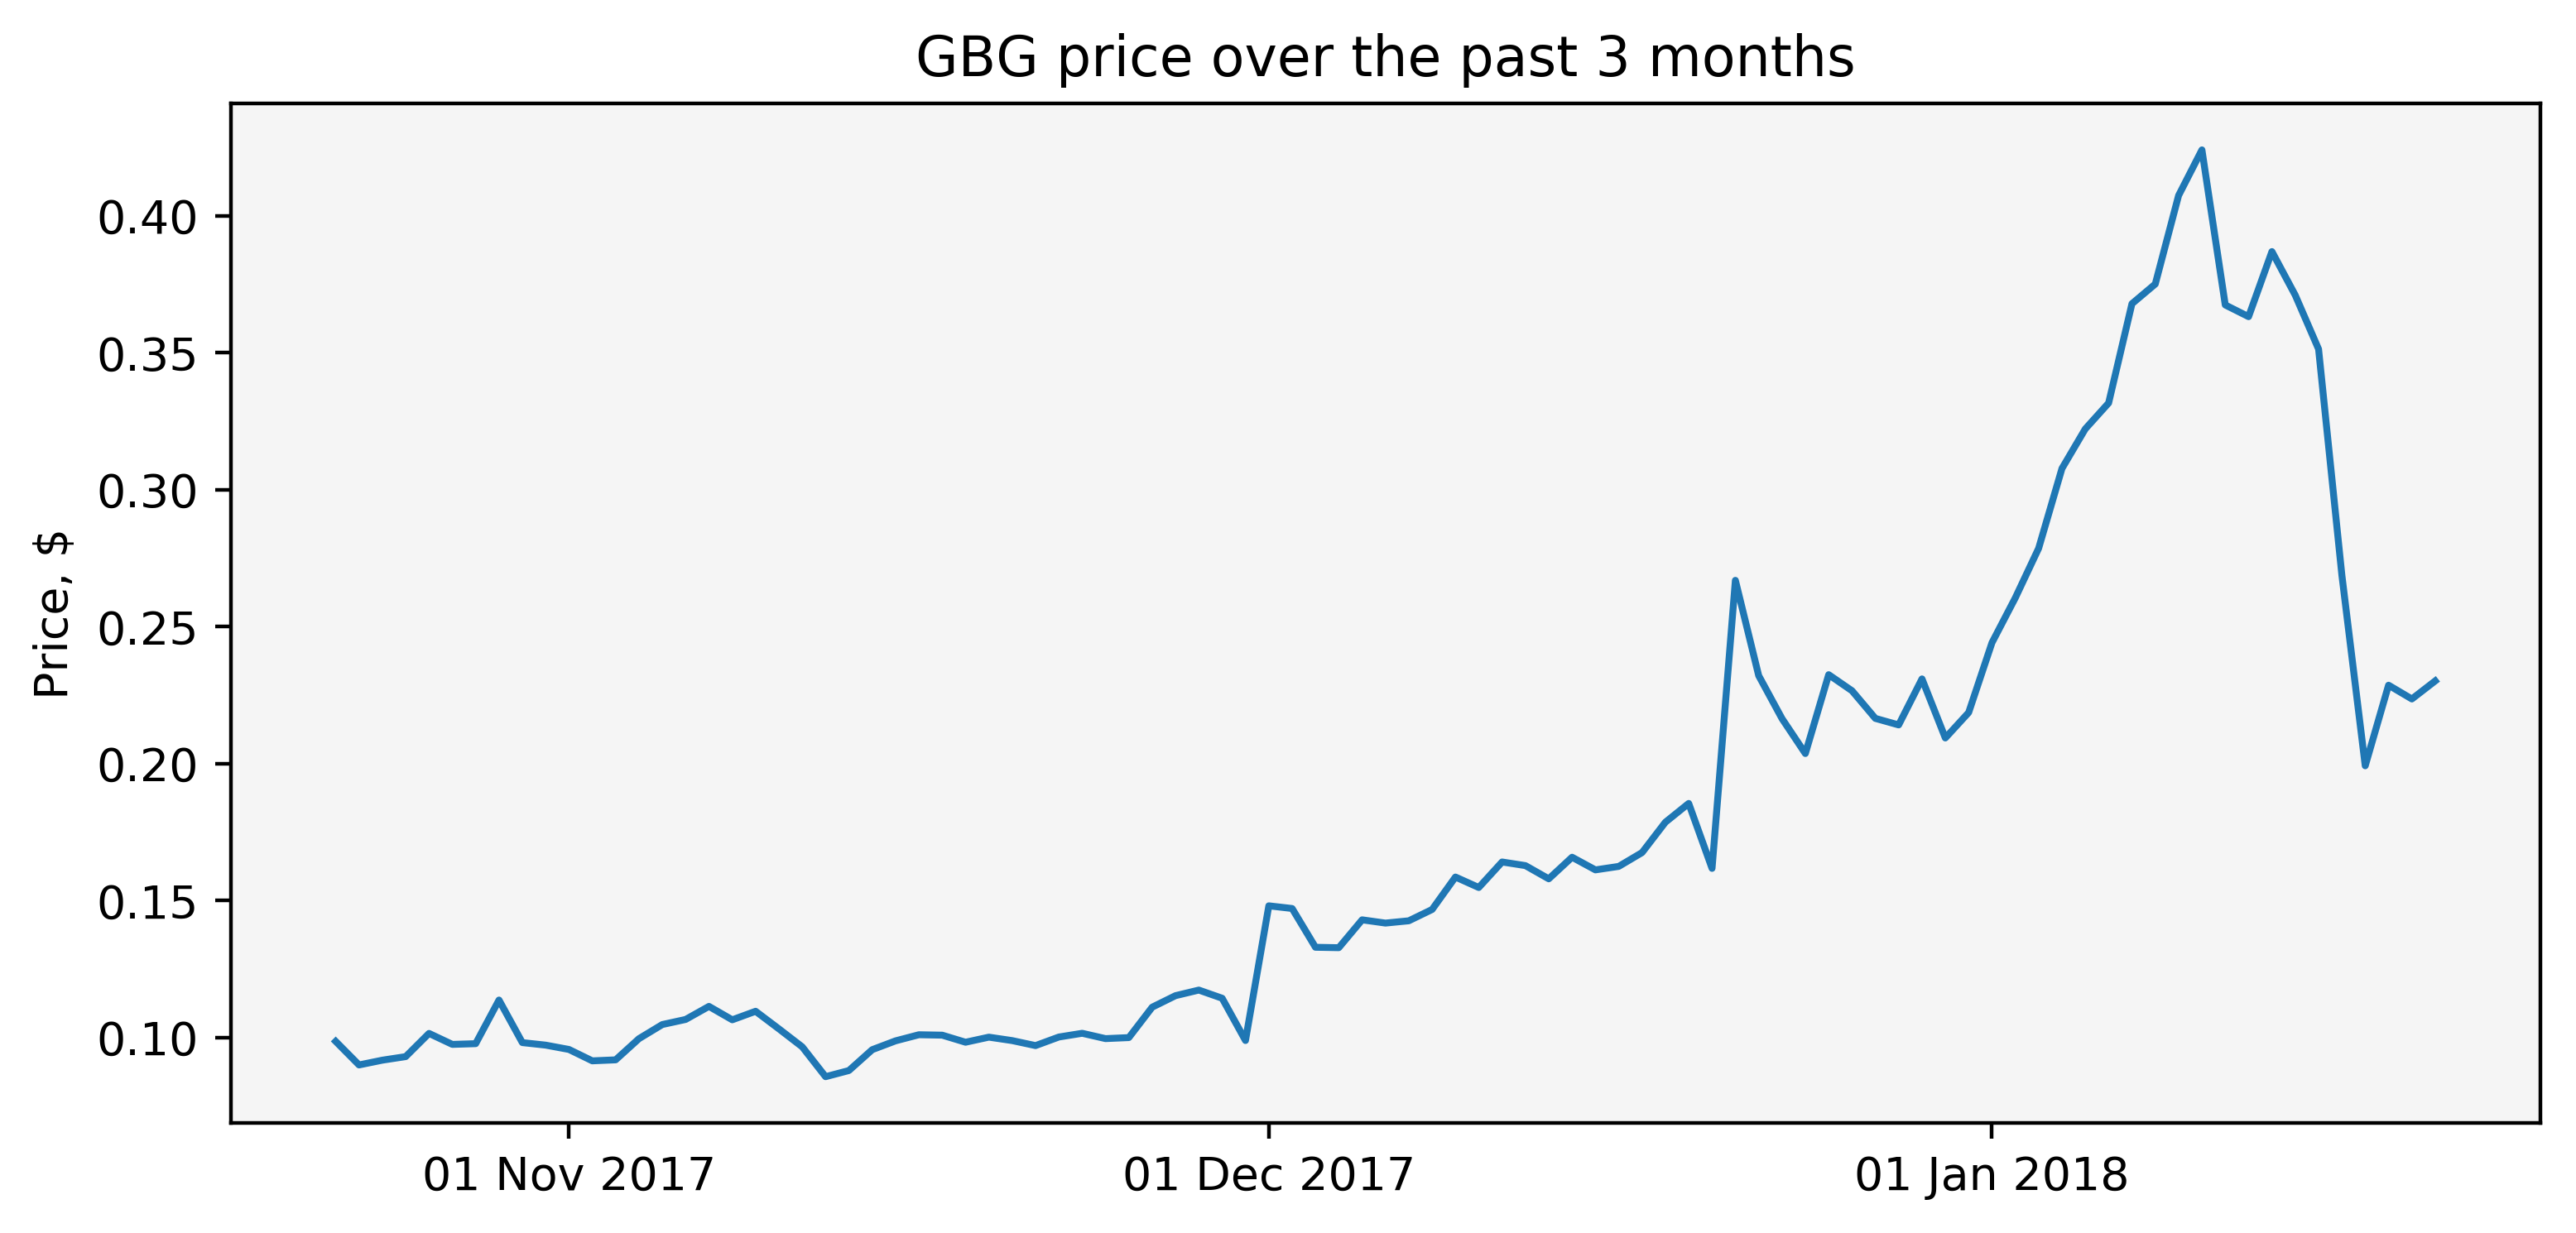 GBG price over the past 3 months
Price, $
0.40
0.35
0.30
0.25
0.20
0.15
0.10
01 Nov 2017
01 Dec 2017
01 Jan 2018